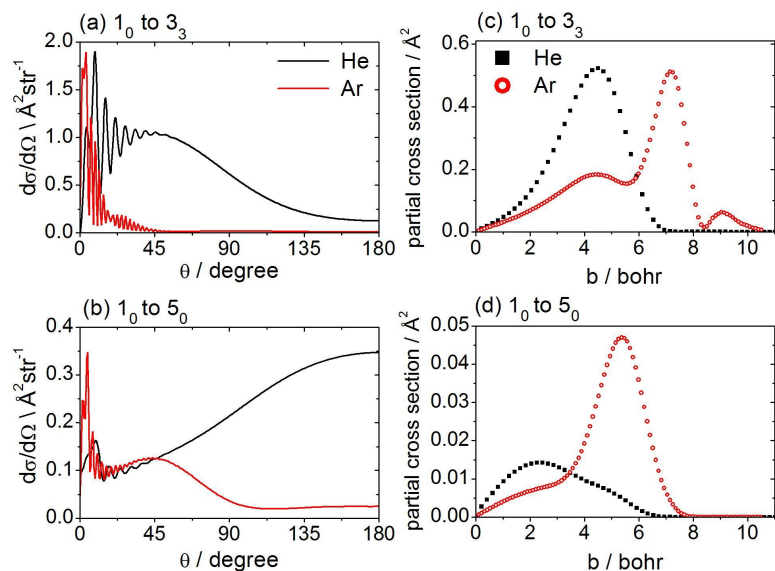 (a) 1₀ to 3₃
dσ/dΩ \ Å²str⁻¹
2.0
1.5
1.0
0.5
0.0
He
Ar
0 45 90 135 180
θ / degree
(c) 1₀ to 3₃
partial cross section / Å²
0.6
0.4
0.2
0.0
He
Ar
0 2 4 6 8 10
b / bohr
(b) 1₀ to 5₀
dσ/dΩ \ Å²str⁻¹
0.4
0.3
0.2
0.1
0.0
0 45 90 135 180
θ / degree
(d) 1₀ to 5₀
partial cross section / Å²
0.05
0.04
0.03
0.02
0.01
0.00
0 2 4 6 8 10
b / bohr